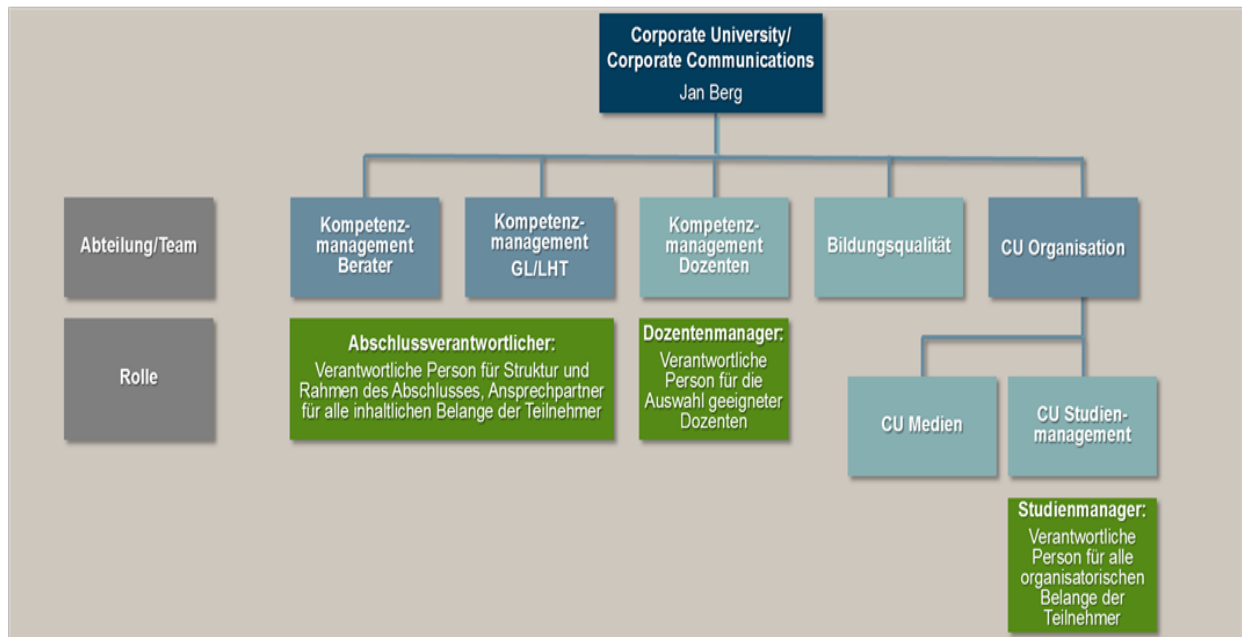 Corporate University/
Corporate Communications
Jan Berg
Abteilung/Team
Kompetenz-
management
Berater
Kompetenz-
management
GL/LHT
Kompetenz-
management
Dozenten
Bildungsqualität
CU Organisation
Rolle
Abschlussverantwortlicher:
Verantwortliche Person für Struktur und
Rahmen des Abschlusses, Ansprechpartner
für alle inhaltlichen Belange der Teilnehmer
Dozentenmanager:
Verantwortliche
Person für die
Auswahl geeigneter
Dozenten
CU Medien
CU Studien-
management
Studienmanager:
Verantwortliche
Person für alle
organisatorischen
Belange der
Teilnehmer